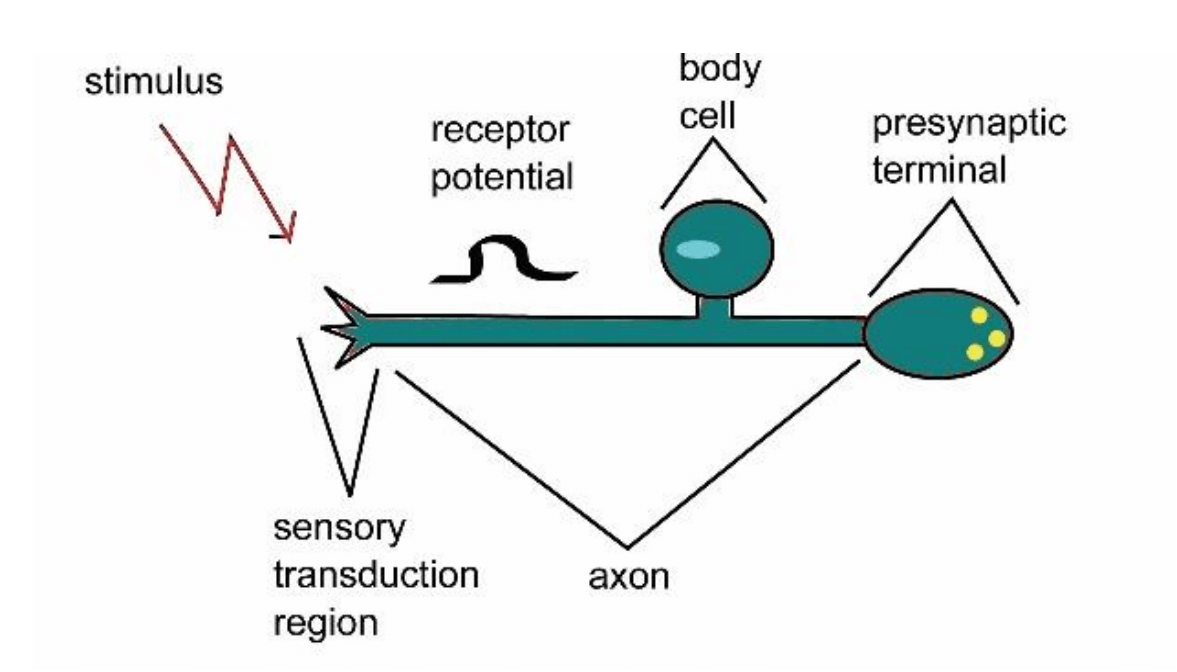 stimulus
receptor
potential
body
cell
presynaptic
terminal
sensory
transduction
region
axon